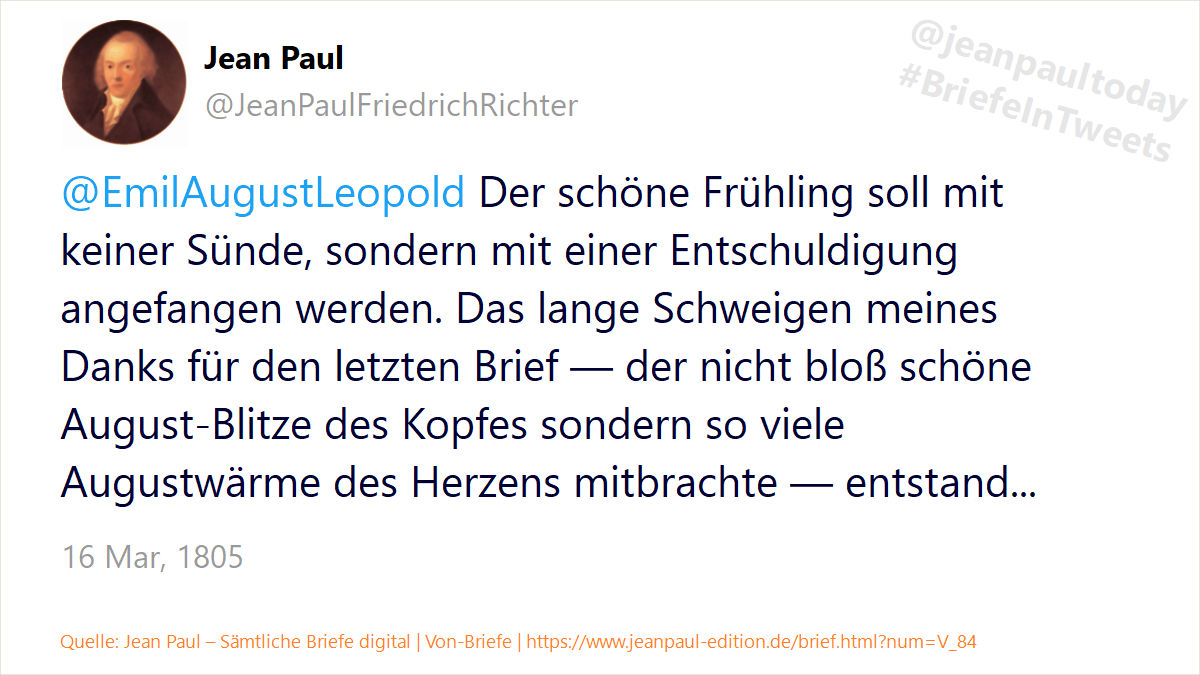 Jean Paul
@JeanPaulFriedrichRichter
@jeanpaultoday
#BriefeInTweets
@EmilAugustLeopold Der schöne Frühling soll mit
keiner Sünde, sondern mit einer Entschuldigung
angefangen werden. Das lange Schweigen meines
Danks für den letzten Brief — der nicht bloß schöne
August-Blitze des Kopfes sondern so viele
Augustwärme des Herzens mitbrachte — entstand...
16 Mar, 1805
Quelle: Jean Paul – Sämtliche Briefe digital | Von-Briefe | https://www.jeanpaul-edition.de/brief.html?num=V_84